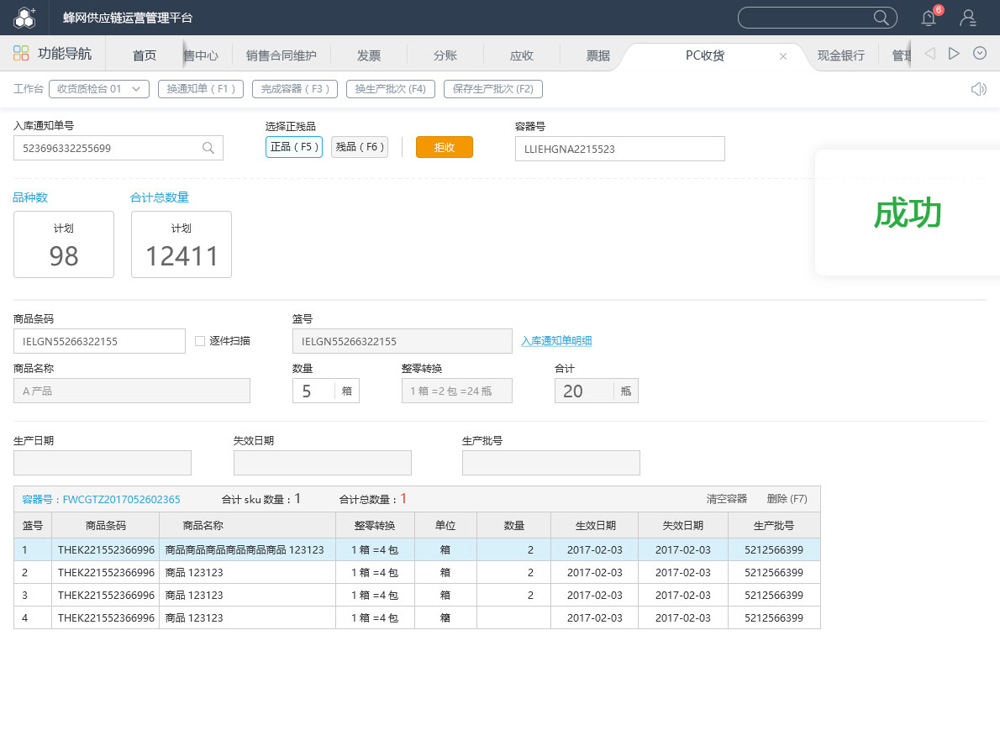 蜂网供应链运营管理平台
6
功能导航 首页 售中心 销售合同维护 发票 分账 应收 票据 PC收货 × 现金银行 管理
工作台 收货质检台 01 换通知单 ( F1 ) 完成容器 ( F3 ) 换生产批次 (F4) 保存生产批次 (F2)
入库通知单号 选择正残品 容器号
523696332255699 正品 ( F5 ) 残品 ( F6 ) 拒收 LLIEHGNA2215523
成功
品种数 合计总数量
计划 计划
98 12411
商品条码 篮号
IELGN55266322155 逐件扫描 IELGN55266322155 入库通知单明细
商品名称 数量 整零转换 合计
A 产品 5 箱 1 箱 =2 包 =24 瓶 20 瓶
生产日期 失效日期 生产批号
容器号 : FWCGTZ2017052602365 合计 sku 数量 : 1 合计总数量 : 1 清空容器 删除 (F7)
篮号 商品条码 商品名称 整零转换 单位 数量 生效日期 失效日期 生产批号
1 THEK221552366996 商品商品商品商品商品商品 123123 1 箱 =4 包 箱 2 2017-02-03 2017-02-03 5212566399
2 THEK221552366996 商品 123123 1 箱 =4 包 箱 2 2017-02-03 2017-02-03 5212566399
3 THEK221552366996 商品 123123 1 箱 =4 包 箱 2 2017-02-03 2017-02-03 5212566399
4 THEK221552366996 商品 123123 1 箱 =4 包 箱 2017-02-03 2017-02-03 5212566399